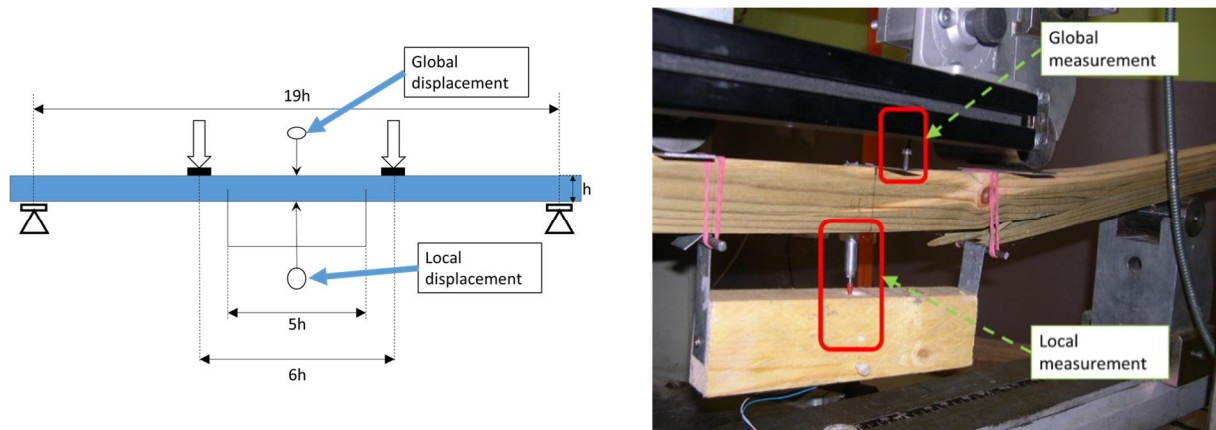 Global
displacement
19h
h
Local
displacement
5h
6h
Global
measurement
Local
measurement